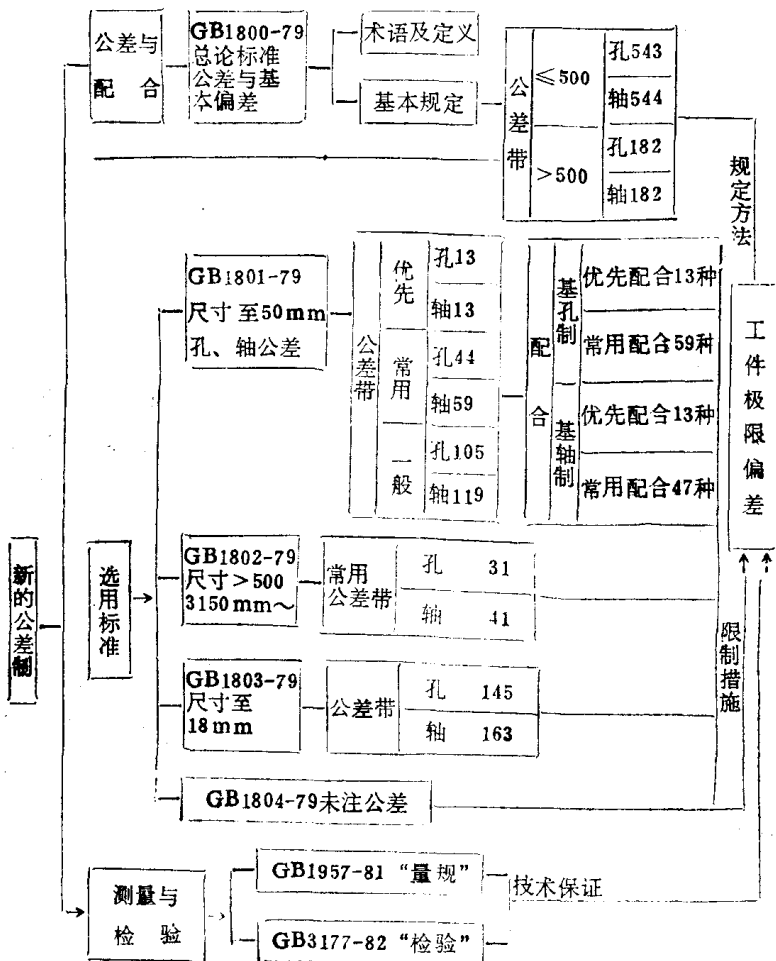 公差与
配 合
GB1800-79
总论标准
公差与基
本偏差
术语及定义
基本规定
公差带
≤500
孔543
轴544
>500
孔182
轴182
规定方法
GB1801-79
尺寸至50mm
孔、轴公差
公差带
优先
孔13
轴13
常用
孔44
轴59
一般
孔105
轴119
配合
基孔制
优先配合13种
常用配合59种
基轴制
优先配合13种
常用配合47种
工件极限偏差
新的公差制
选用标准
GB1802-79
尺寸>500
3150mm~
常用
公差带
孔 31
轴 41
GB1803-79
尺寸至
18mm
公差带
孔 145
轴 163
限制措施
GB1804-79未注公差
测量与
检 验
GB1957-81 “量规”
GB3177-82 “检验”
技术保证